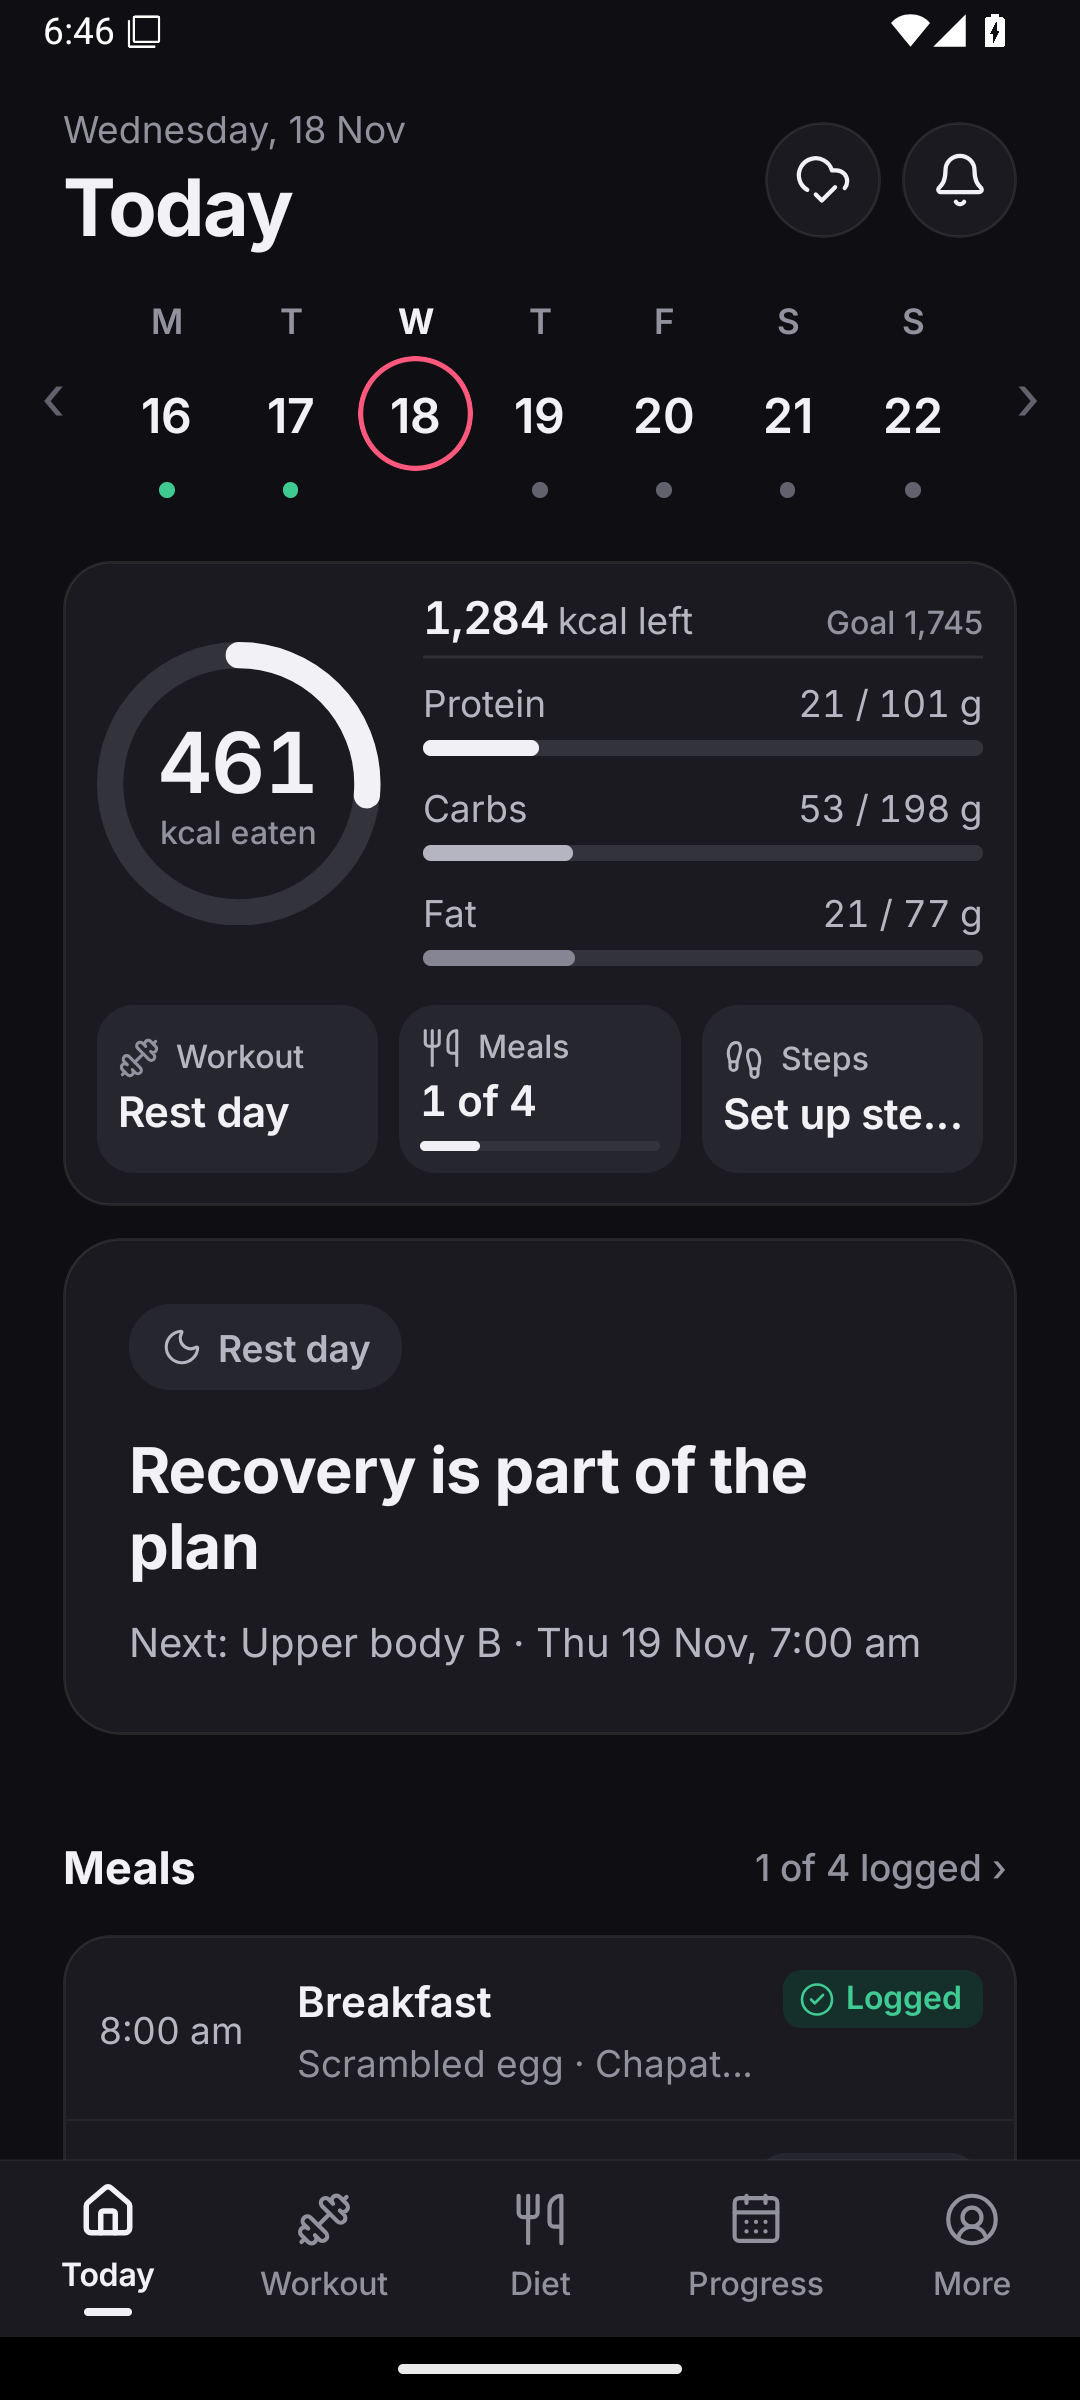 6:46
Wednesday, 18 Nov
Today
M T W T F S S
‹ 16 17 18 19 20 21 22 ›
1,284 kcal left Goal 1,745
461
kcal eaten
Protein 21 / 101 g
Carbs 53 / 198 g
Fat 21 / 77 g
Workout
Rest day
Meals
1 of 4
Steps
Set up ste...
Rest day
Recovery is part of the
plan
Next: Upper body B · Thu 19 Nov, 7:00 am
Meals 1 of 4 logged ›
8:00 am
Breakfast
Logged
Scrambled egg · Chapat...
Today Workout Diet Progress More